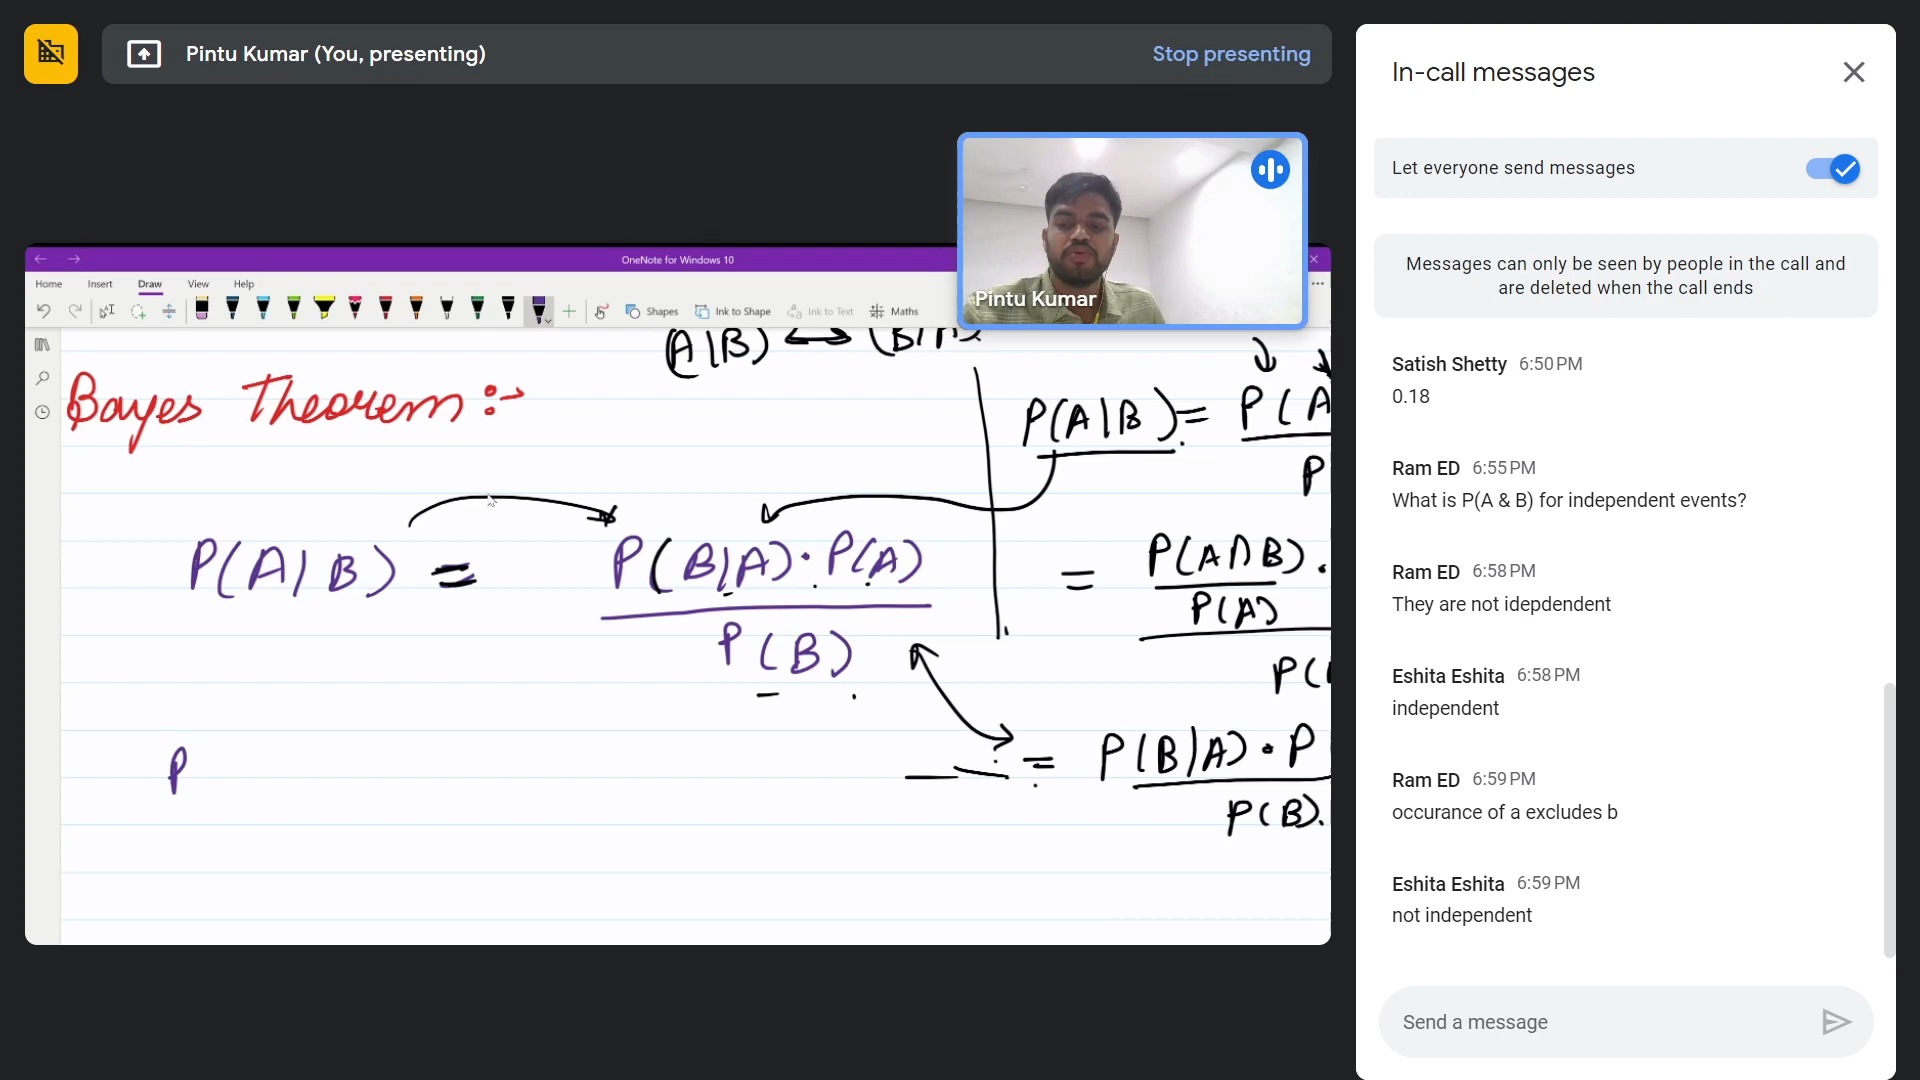 Pintu Kumar (You, presenting)
Stop presenting
In-call messages
Let everyone send messages
Messages can only be seen by people in the call and
are deleted when the call ends
Satish Shetty 6:50 PM
0.18
Ram ED 6:55 PM
What is P(A & B) for independent events?
Ram ED 6:58 PM
They are not idepdendent
Eshita Eshita 6:58 PM
independent
Ram ED 6:59 PM
occurance of a excludes b
Eshita Eshita 6:59 PM
not independent
Send a message
Pintu Kumar
OneNote for Windows 10
Home Insert Draw View Help
Shapes Ink to Shape Ink to Text Maths
(A|B) ↔
Bayes Theorem :→
P(A|B) = P(B|A) · P(A)
P(B)
P
P(A|B) = P(A
P
= P(A∩B) ·
P(A)
P(
= P(B|A) · P
P(B).